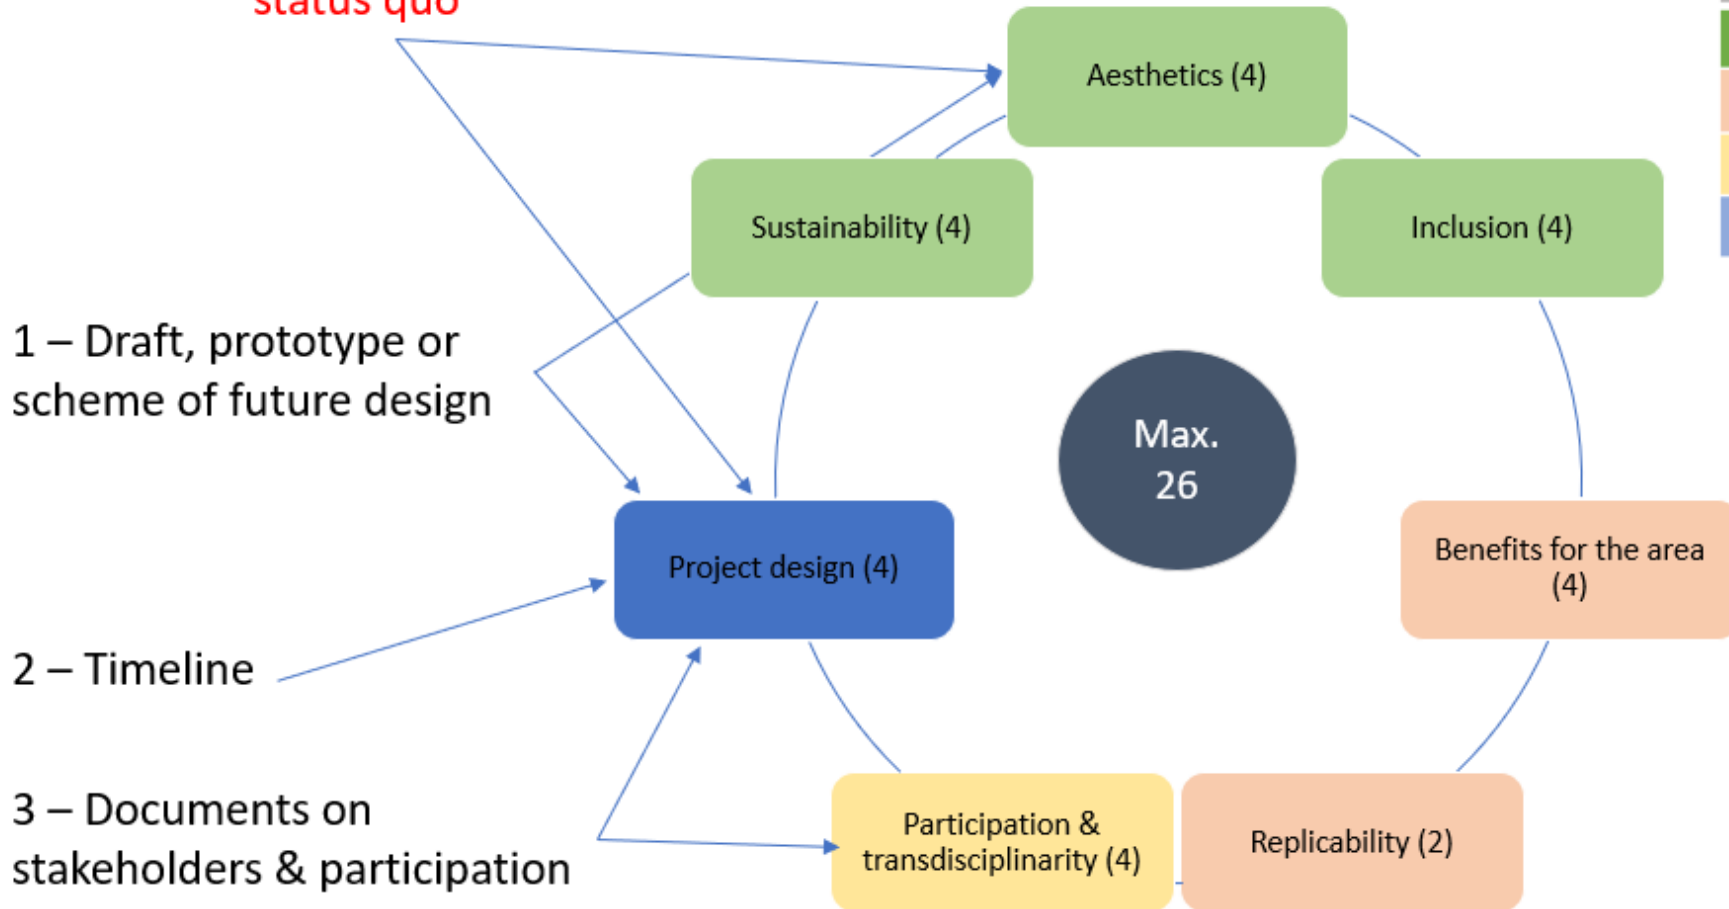 status quo
Aesthetics (4)
Sustainability (4)
Inclusion (4)
1 – Draft, prototype or
scheme of future design
Max.
26
Project design (4)
Benefits for the area
(4)
2 – Timeline
3 – Documents on
stakeholders & participation
Participation &
transdisciplinarity (4)
Replicability (2)